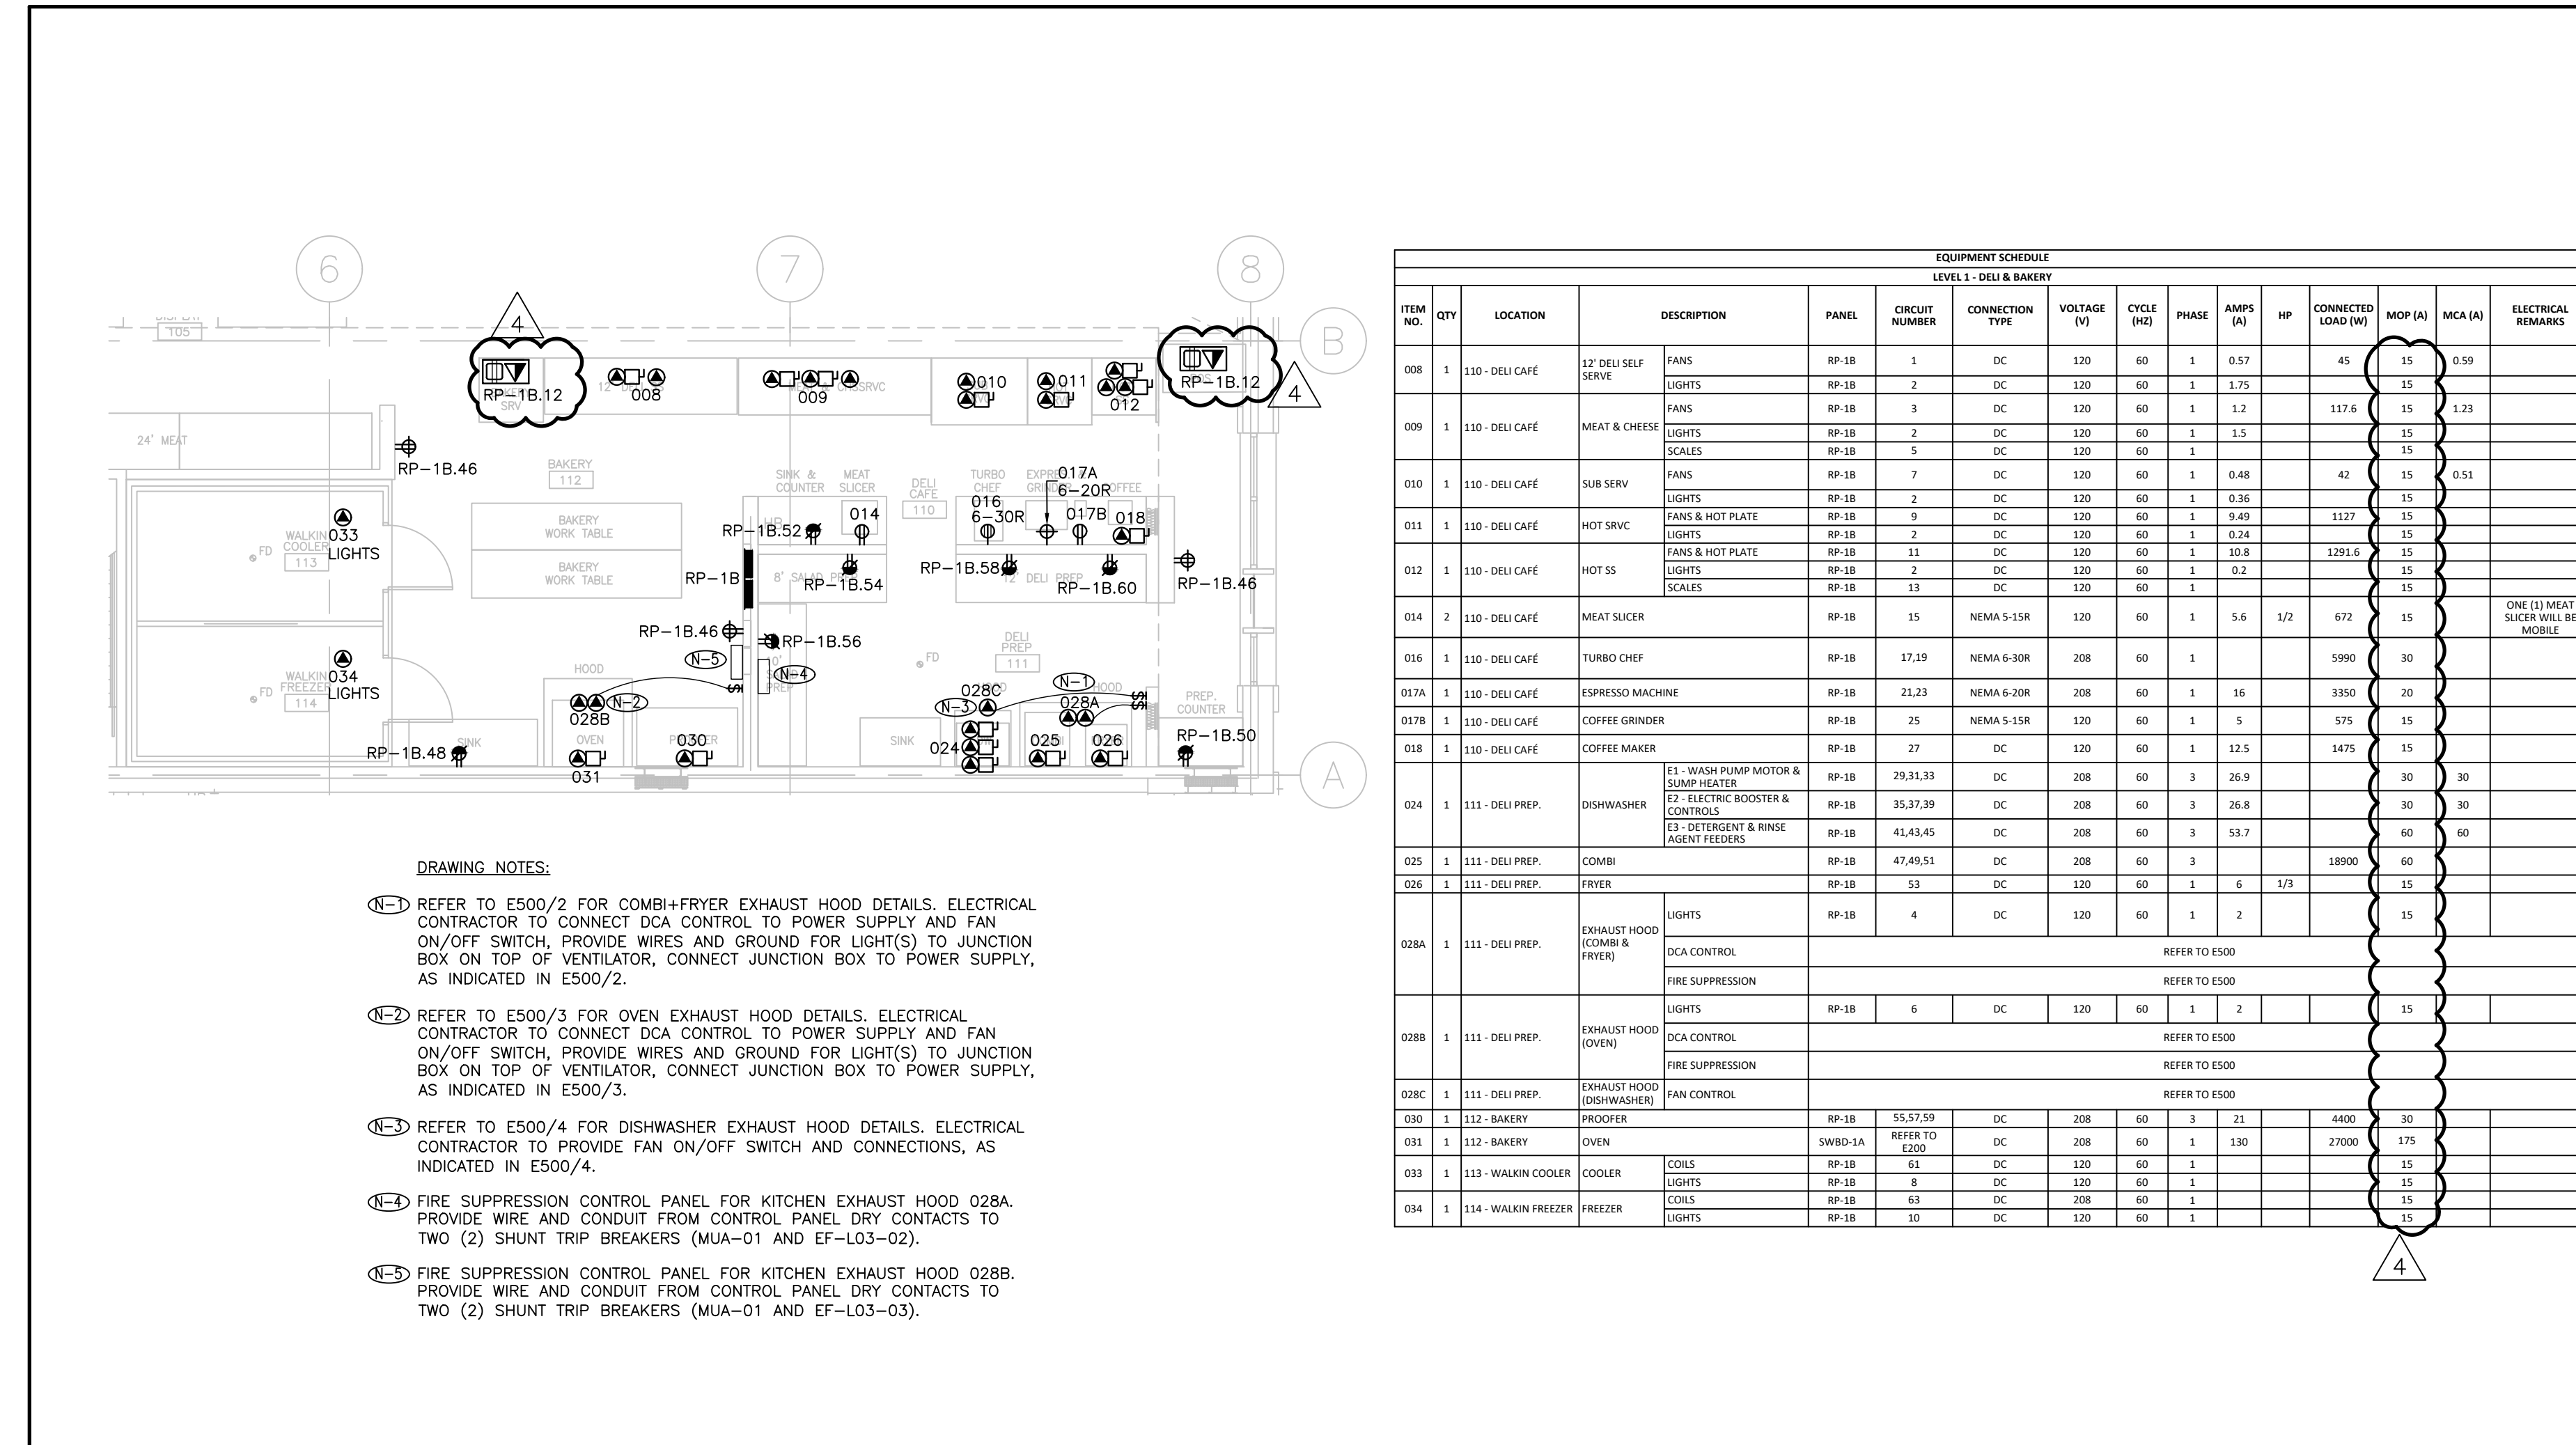 6
7
8
B
A
4
4
105
RP-1B.12
SRV
008
009
010
011
012
RP-1B.12
24' MEAT
RP-1B.46
BAKERY
112
SINK &
COUNTER
MEAT
SLICER
DELI
CAFE
110
TURBO
CHEF
017A
6-20R
016
6-30R
017B
018
014
RP-1B.52
BAKERY
WORK TABLE
BAKERY
WORK TABLE
033
LIGHTS
WALKIN
COOLER
113
FD
RP-1B
RP-1B.54
RP-1B.58
12' DELI PREP
RP-1B.60
RP-1B.46
RP-1B.46
RP-1B.56
N-5
N-4
DELI
PREP
111
FD
034
LIGHTS
WALKIN
FREEZER
114
FD
HOOD
N-2
028B
028C
N-1
HOOD
N-3
028A
PREP.
COUNTER
RP-1B.48
SINK
OVEN
030
031
SINK
024
025
026
RP-1B.50
DRAWING NOTES:
N-1 REFER TO E500/2 FOR COMBI+FRYER EXHAUST HOOD DETAILS. ELECTRICAL
CONTRACTOR TO CONNECT DCA CONTROL TO POWER SUPPLY AND FAN
ON/OFF SWITCH, PROVIDE WIRES AND GROUND FOR LIGHT(S) TO JUNCTION
BOX ON TOP OF VENTILATOR, CONNECT JUNCTION BOX TO POWER SUPPLY,
AS INDICATED IN E500/2.
N-2 REFER TO E500/3 FOR OVEN EXHAUST HOOD DETAILS. ELECTRICAL
CONTRACTOR TO CONNECT DCA CONTROL TO POWER SUPPLY AND FAN
ON/OFF SWITCH, PROVIDE WIRES AND GROUND FOR LIGHT(S) TO JUNCTION
BOX ON TOP OF VENTILATOR, CONNECT JUNCTION BOX TO POWER SUPPLY,
AS INDICATED IN E500/3.
N-3 REFER TO E500/4 FOR DISHWASHER EXHAUST HOOD DETAILS. ELECTRICAL
CONTRACTOR TO PROVIDE FAN ON/OFF SWITCH AND CONNECTIONS, AS
INDICATED IN E500/4.
N-4 FIRE SUPPRESSION CONTROL PANEL FOR KITCHEN EXHAUST HOOD 028A.
PROVIDE WIRE AND CONDUIT FROM CONTROL PANEL DRY CONTACTS TO
TWO (2) SHUNT TRIP BREAKERS (MUA-01 AND EF-L03-02).
N-5 FIRE SUPPRESSION CONTROL PANEL FOR KITCHEN EXHAUST HOOD 028B.
PROVIDE WIRE AND CONDUIT FROM CONTROL PANEL DRY CONTACTS TO
TWO (2) SHUNT TRIP BREAKERS (MUA-01 AND EF-L03-03).
EQUIPMENT SCHEDULE
LEVEL 1 - DELI & BAKERY
ITEM NO. QTY LOCATION DESCRIPTION PANEL CIRCUIT NUMBER CONNECTION TYPE VOLTAGE (V) CYCLE (HZ) PHASE AMPS (A) HP CONNECTED LOAD (W) MOP (A) MCA (A) ELECTRICAL REMARKS
008 1 110 - DELI CAFÉ 12' DELI SELF SERVE FANS RP-1B 1 DC 120 60 1 0.57 45 15 0.59
LIGHTS RP-1B 2 DC 120 60 1 1.75 15
009 1 110 - DELI CAFÉ MEAT & CHEESE FANS RP-1B 3 DC 120 60 1 1.2 117.6 15 1.23
LIGHTS RP-1B 2 DC 120 60 1 1.5 15
SCALES RP-1B 5 DC 120 60 1 15
010 1 110 - DELI CAFÉ SUB SERV FANS RP-1B 7 DC 120 60 1 0.48 42 15 0.51
LIGHTS RP-1B 2 DC 120 60 1 0.36 15
011 1 110 - DELI CAFÉ HOT SRVC FANS & HOT PLATE RP-1B 9 DC 120 60 1 9.49 1127 15
LIGHTS RP-1B 2 DC 120 60 1 0.24 15
012 1 110 - DELI CAFÉ HOT SS FANS & HOT PLATE RP-1B 11 DC 120 60 1 10.8 1291.6 15
LIGHTS RP-1B 2 DC 120 60 1 0.2 15
SCALES RP-1B 13 DC 120 60 1 15
014 2 110 - DELI CAFÉ MEAT SLICER RP-1B 15 NEMA 5-15R 120 60 1 5.6 1/2 672 15 ONE (1) MEAT SLICER WILL BE MOBILE
016 1 110 - DELI CAFÉ TURBO CHEF RP-1B 17,19 NEMA 6-30R 208 60 1 5990 30
017A 1 110 - DELI CAFÉ ESPRESSO MACHINE RP-1B 21,23 NEMA 6-20R 208 60 1 16 3350 20
017B 1 110 - DELI CAFÉ COFFEE GRINDER RP-1B 25 NEMA 5-15R 120 60 1 5 575 15
018 1 110 - DELI CAFÉ COFFEE MAKER RP-1B 27 DC 120 60 1 12.5 1475 15
024 1 111 - DELI PREP. DISHWASHER E1 - WASH PUMP MOTOR & SUMP HEATER RP-1B 29,31,33 DC 208 60 3 26.9 30 30
E2 - ELECTRIC BOOSTER & CONTROLS RP-1B 35,37,39 DC 208 60 3 26.8 30 30
E3 - DETERGENT & RINSE AGENT FEEDERS RP-1B 41,43,45 DC 208 60 3 53.7 60 60
025 1 111 - DELI PREP. COMBI RP-1B 47,49,51 DC 208 60 3 18900 60
026 1 111 - DELI PREP. FRYER RP-1B 53 DC 120 60 1 6 1/3 15
028A 1 111 - DELI PREP. EXHAUST HOOD (COMBI & FRYER) LIGHTS RP-1B 4 DC 120 60 1 2 15
DCA CONTROL REFER TO E500
FIRE SUPPRESSION REFER TO E500
028B 1 111 - DELI PREP. EXHAUST HOOD (OVEN) LIGHTS RP-1B 6 DC 120 60 1 2 15
DCA CONTROL REFER TO E500
FIRE SUPPRESSION REFER TO E500
028C 1 111 - DELI PREP. EXHAUST HOOD (DISHWASHER) FAN CONTROL REFER TO E500
030 1 112 - BAKERY PROOFER RP-1B 55,57,59 DC 208 60 3 21 4400 30
031 1 112 - BAKERY OVEN SWBD-1A REFER TO E200 DC 208 60 1 130 27000 175
033 1 113 - WALKIN COOLER COOLER COILS RP-1B 61 DC 120 60 1 15
LIGHTS RP-1B 8 DC 120 60 1 15
034 1 114 - WALKIN FREEZER FREEZER COILS RP-1B 63 DC 208 60 1 15
LIGHTS RP-1B 10 DC 120 60 1 15
4